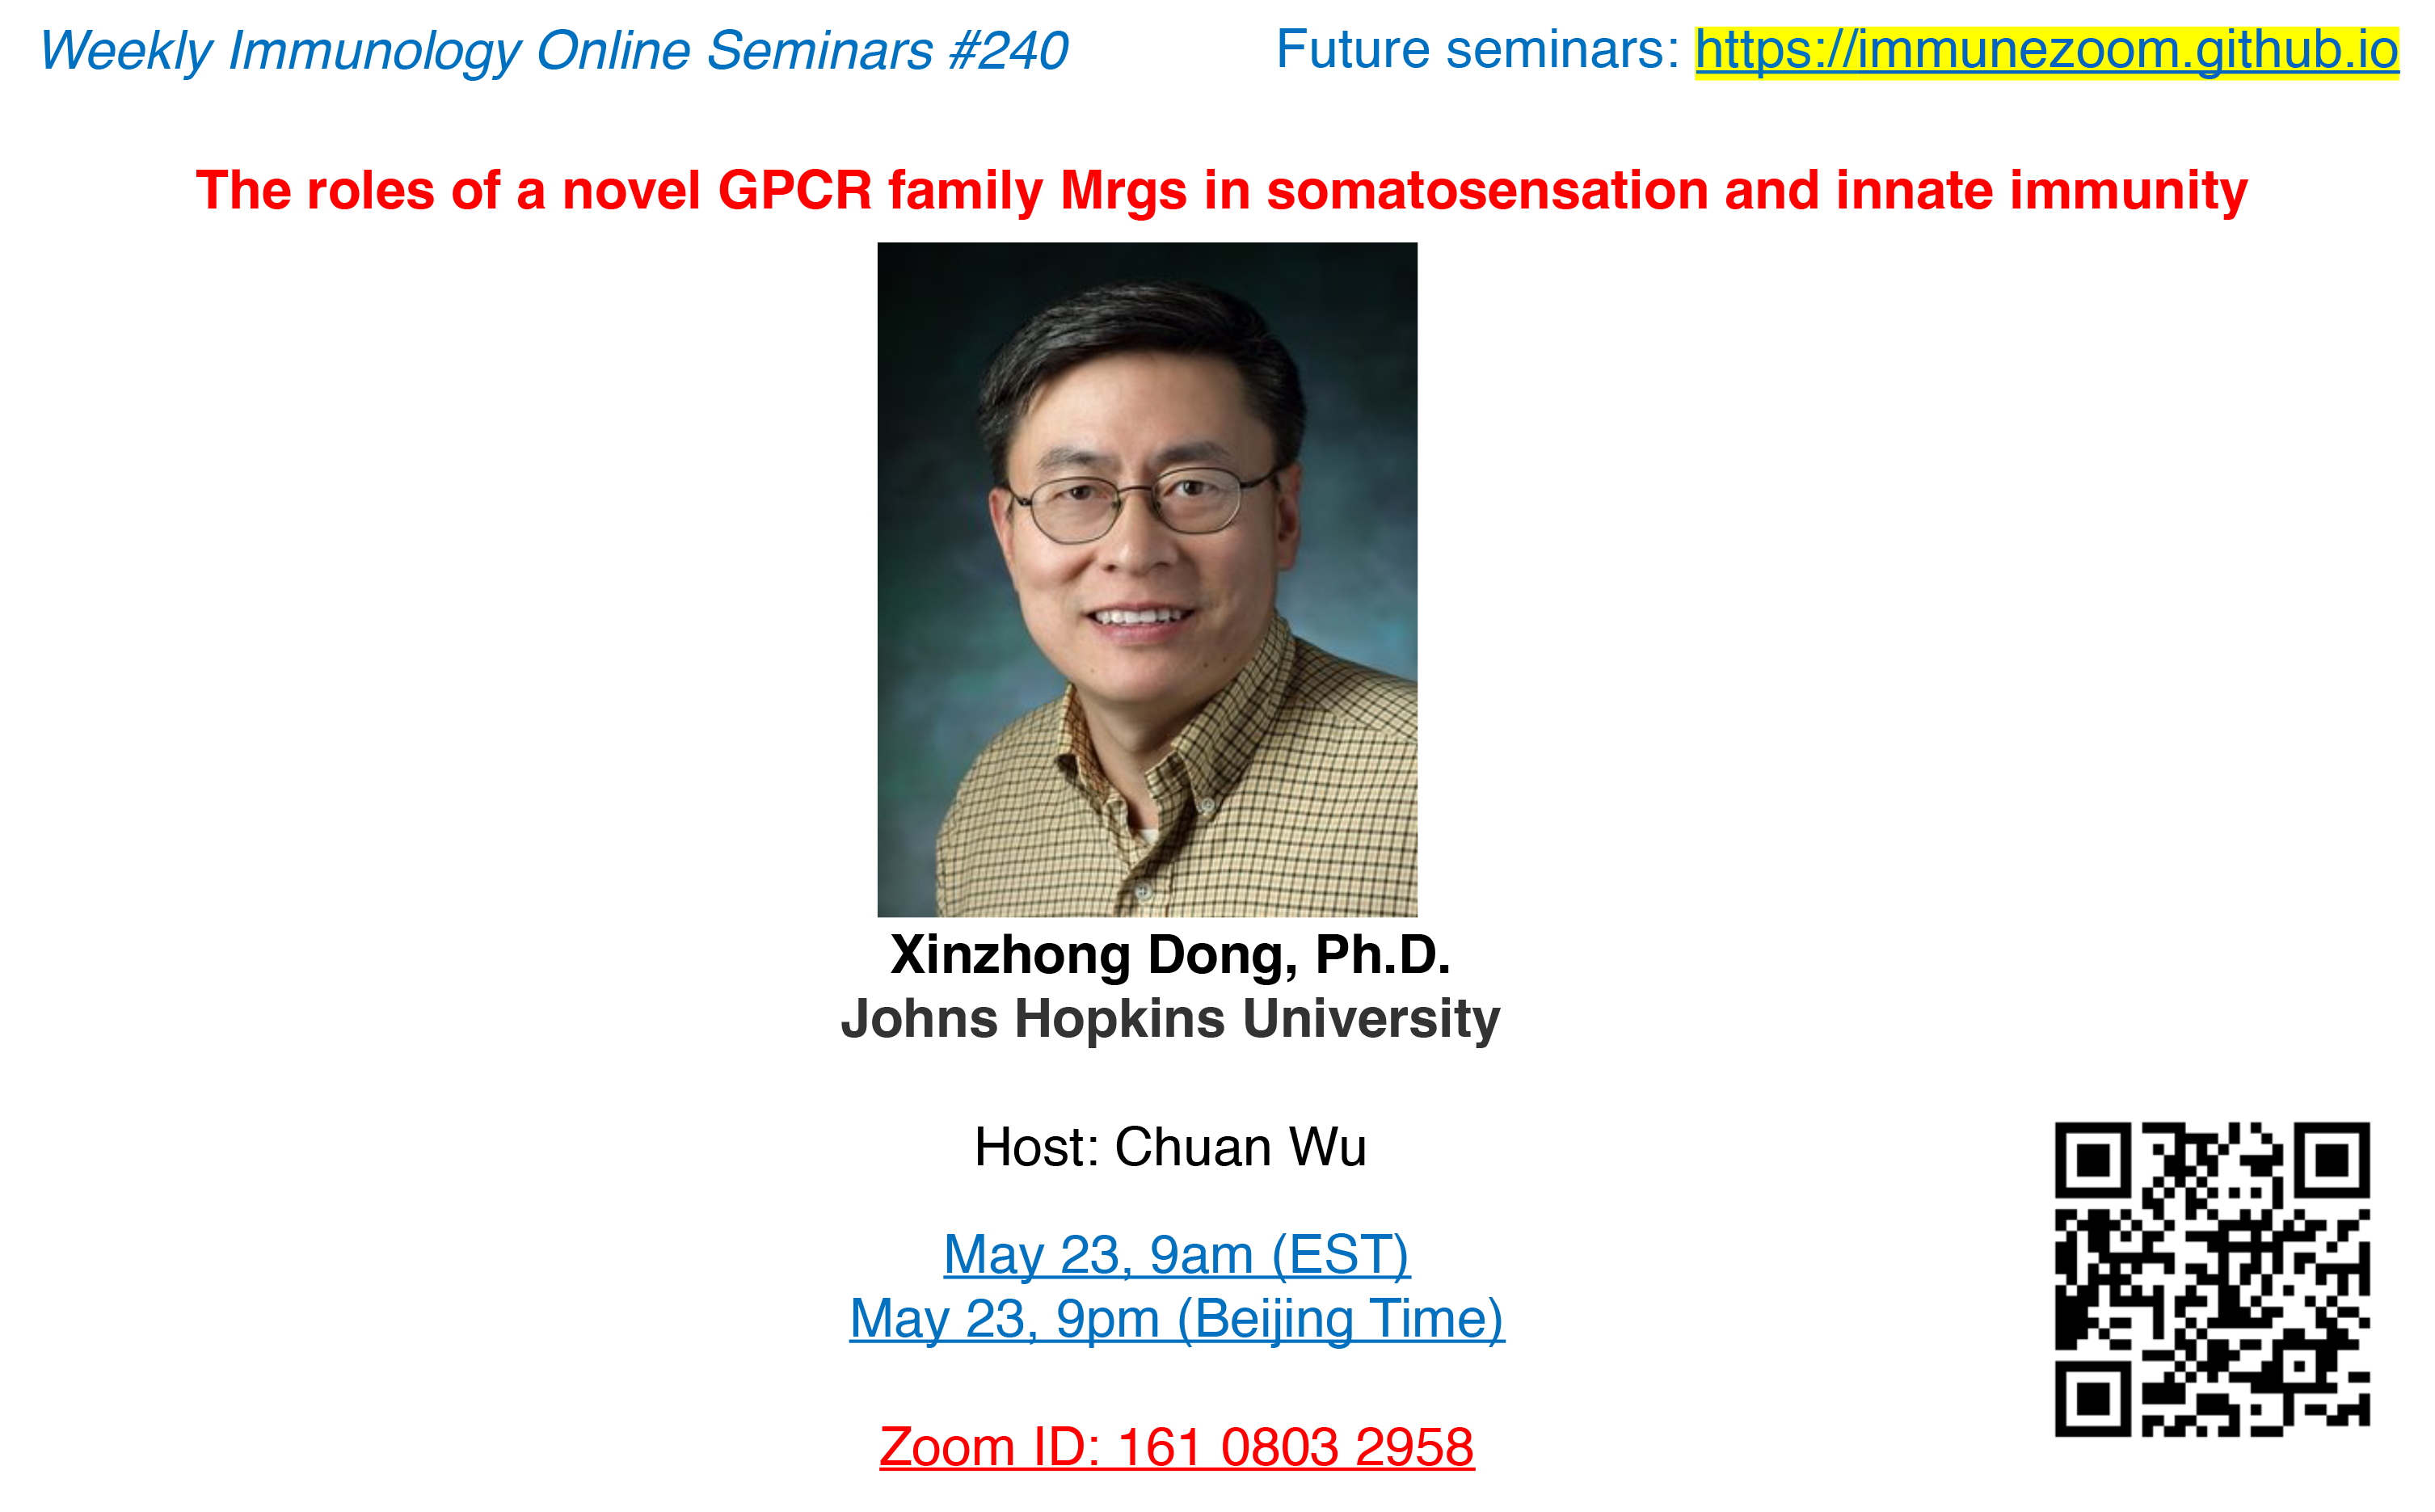 Weekly Immunology Online Seminars #240
Future seminars: https://immunezoom.github.io
The roles of a novel GPCR family Mrgs in somatosensation and innate immunity
Xinzhong Dong, Ph.D.
Johns Hopkins University
Host: Chuan Wu
May 23, 9am (EST)
May 23, 9pm (Beijing Time)
Zoom ID: 161 0803 2958